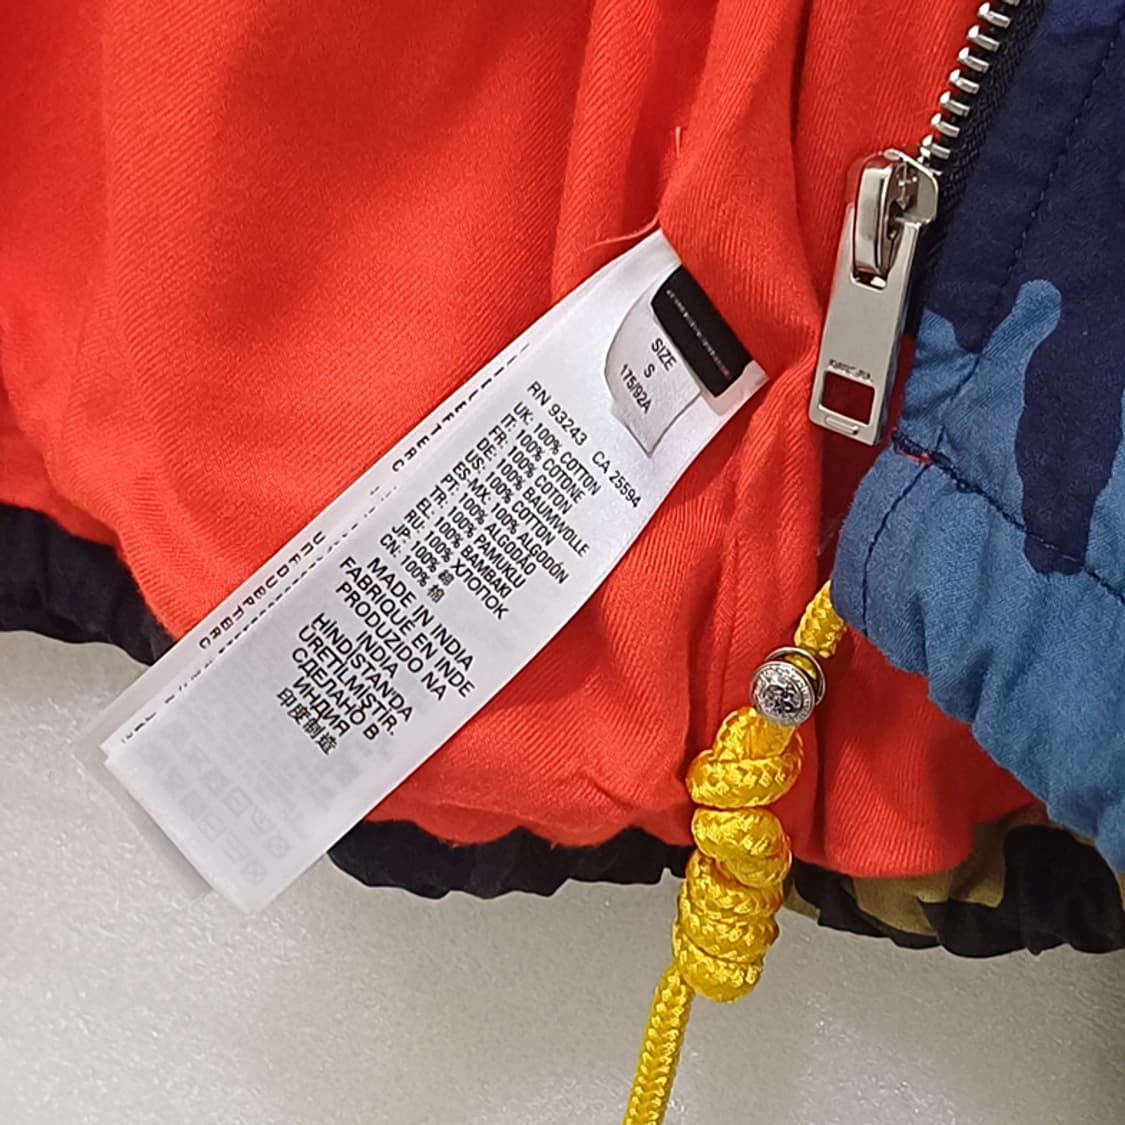 SIZE
S
175/92A
RN 93243 CA 25594
UK: 100% COTTON
IT: 100% COTONE
FR: 100% COTON
DE: 100% BAUMWOLLE
US: 100% COTTON
ES-MX: 100% ALGODÓN
PT: 100% ALGODÃO
TR: 100% PAMUKLU
EL: 100% BAMBAKI
RU: 100% ХЛОПОК
JP: 100% 綿
CN: 100% 棉
MADE IN INDIA
FABRIQUÉ EN INDE
PRODUZIDO NA
INDIA
HINDISTAN'DA
URETILMIŞTIR.
СДЕЛАНО В
ИНДИЯ
印度制造